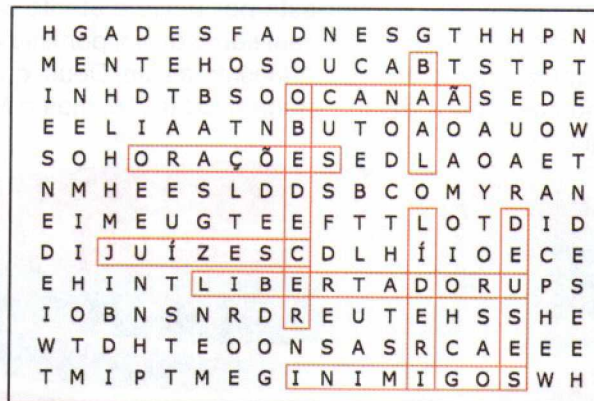 H G A D E S F A D N E S G T H H P N
M E N T E H O S O U C A B T S T P T
I N H D T B S O O C A N A Ã S E D E
E E L I A A T N B U T O A O A U O W
S O H O R A Ç Õ E S E D L A O A E T
N M H E E S L D D S B C O M Y R A N
E I M E U G T E E F T T L O T D I D
D I J U Í Z E S C D L H Í I O E C E
E H I N T L I B E R T A D O R U P S
I O B N S N R D R E U T E H S S H E
W T D H T E O O N S A S R C A E E E
T M I P T M E G I N I M I G O S W H